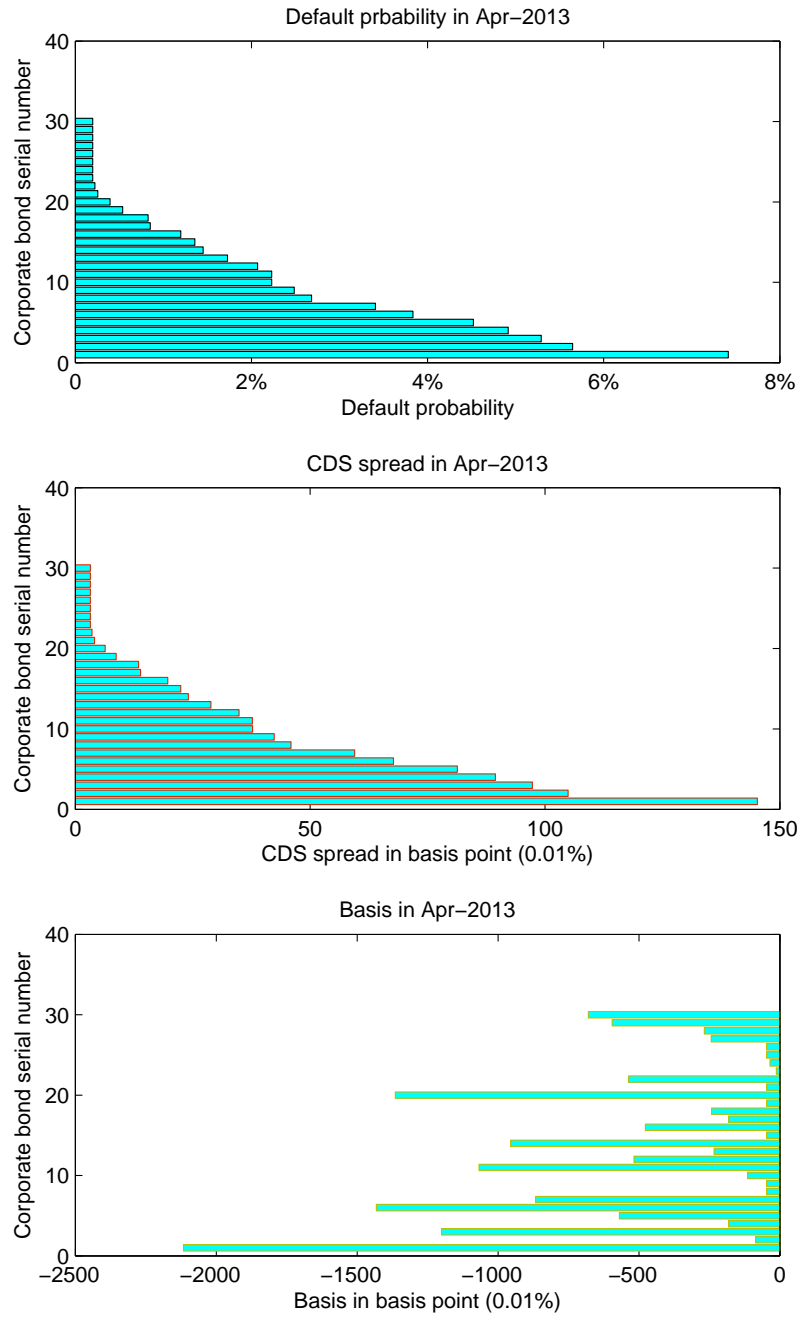 Default prbability in Apr−2013
40
30
20
10
0
Corporate bond serial number
0 2% 4% 6% 8%
Default probability
CDS spread in Apr−2013
40
30
20
10
0
Corporate bond serial number
0 50 100 150
CDS spread in basis point (0.01%)
Basis in Apr−2013
40
30
20
10
0
Corporate bond serial number
−2500 −2000 −1500 −1000 −500 0
Basis in basis point (0.01%)